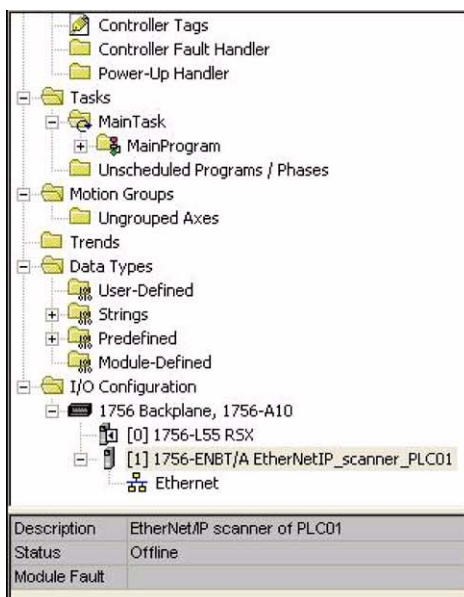 Controller Tags
Controller Fault Handler
Power-Up Handler
Tasks
MainTask
MainProgram
Unscheduled Programs / Phases
Motion Groups
Ungrouped Axes
Trends
Data Types
User-Defined
Strings
Predefined
Module-Defined
I/O Configuration
1756 Backplane, 1756-A10
[0] 1756-L55 RSX
[1] 1756-ENBT/A EtherNetIP_scanner_PLC01
Ethernet
Description EtherNet/IP scanner of PLC01
Status Offline
Module Fault